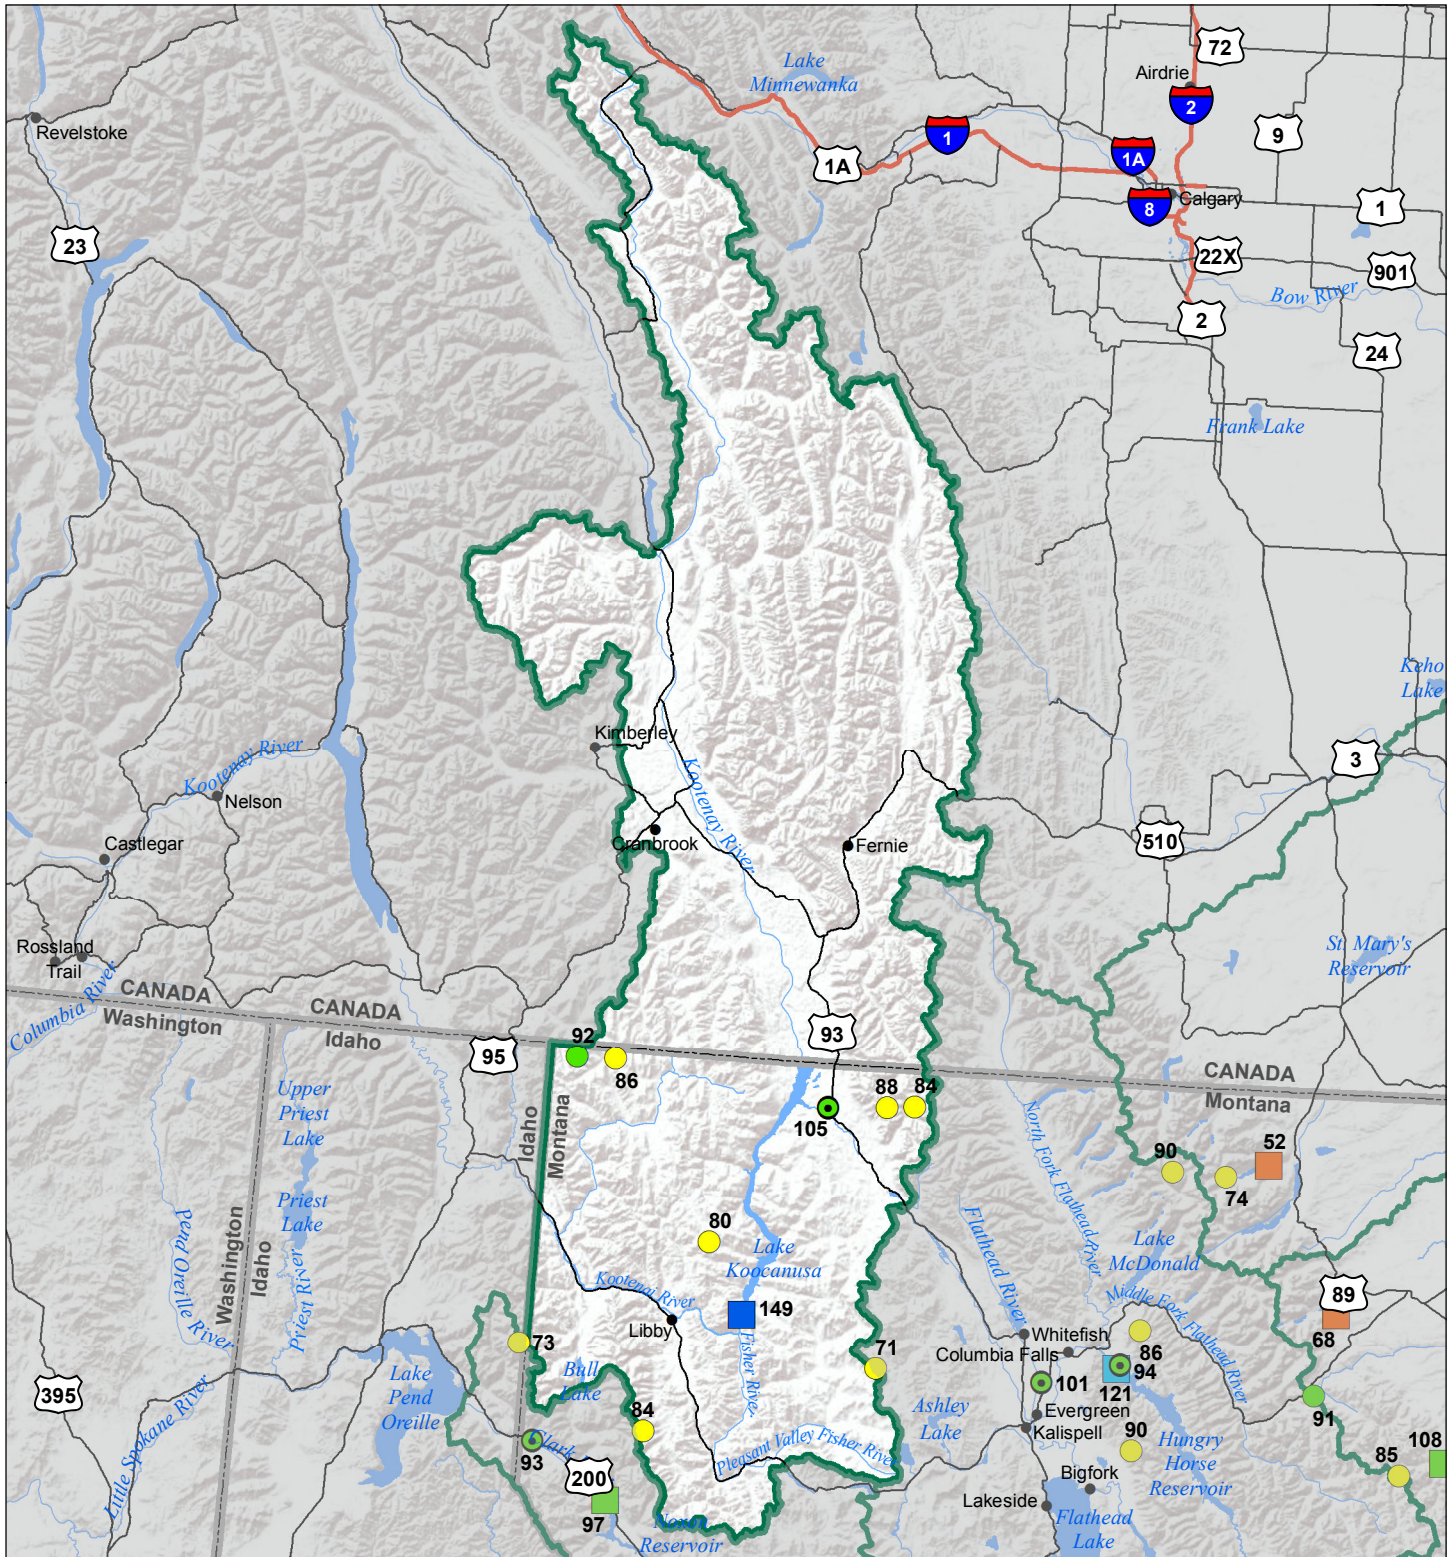 72
Airdrie
Lake
Minnewanka
2
Revelstoke
1
9
1A
1A
8
Calgary
1
23
22X
901
Bow River
2
24
Frank Lake
Keho
Lake
Kimberley
3
Kootenay River
Kootenay River
Nelson
Castlegar
Cranbrook
Fernie
510
Rossland
Trail
St. Mary's
Reservoir
Columbia River
CANADA
Washington
CANADA
Idaho
92
95
93
86
88
84
CANADA
Montana
Upper
Priest
Lake
Idaho
Montana
105
North Fork Flathead River
90
52
74
Priest
Lake
Pend Oreille River
Washington
Idaho
Priest River
80
Lake
Koocanusa
Flathead River
Lake
McDonald
Kootenai River
149
Middle Fork Flathead River
89
Libby
Fisher River
Whitefish
68
73
Columbia Falls
86
71
94
Bull
Lake
Lake
Pend
Oreille
101
121
395
Ashley
Lake
Evergreen
91
84
Kalispell
Little Spokane River
Clark
93
90
Hungry
Horse
Reservoir
108
85
Pleasant Valley Fisher River
200
Bigfork
97
Lakeside
Noxon
Reservoir
Flathead
Lake